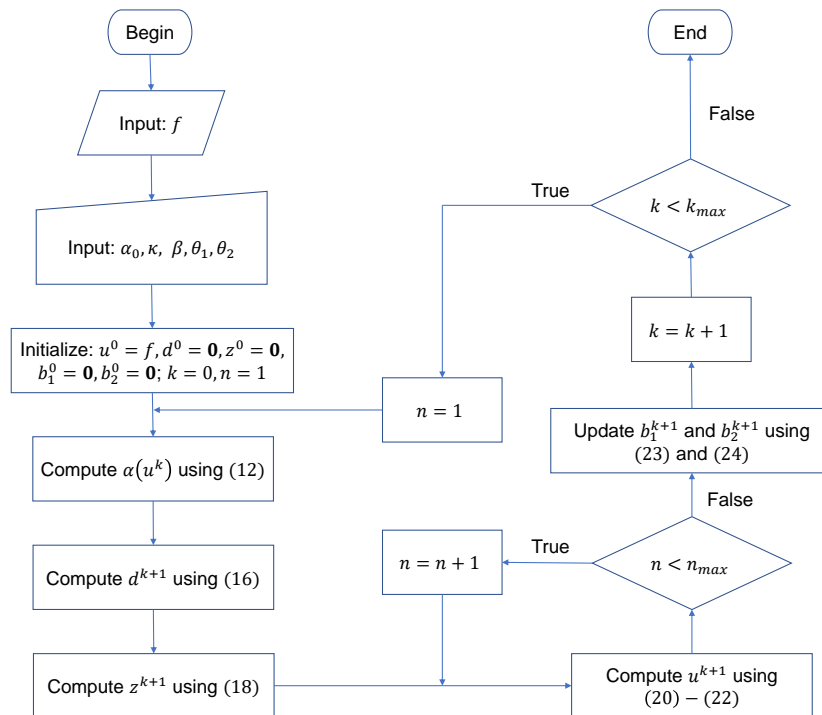 Begin
Input: f
Input: α₀, κ, β, θ₁, θ₂
Initialize: u⁰ = f, d⁰ = 𝟎, z⁰ = 𝟎,
b₁⁰ = 𝟎, b₂⁰ = 𝟎; k = 0, n = 1
Compute α(uᵏ) using (12)
Compute dᵏ⁺¹ using (16)
Compute zᵏ⁺¹ using (18)
Compute uᵏ⁺¹ using
(20) − (22)
n < nₘₐₓ
True
n = n + 1
False
Update b₁ᵏ⁺¹ and b₂ᵏ⁺¹ using
(23) and (24)
k = k + 1
k < kₘₐₓ
True
n = 1
False
End